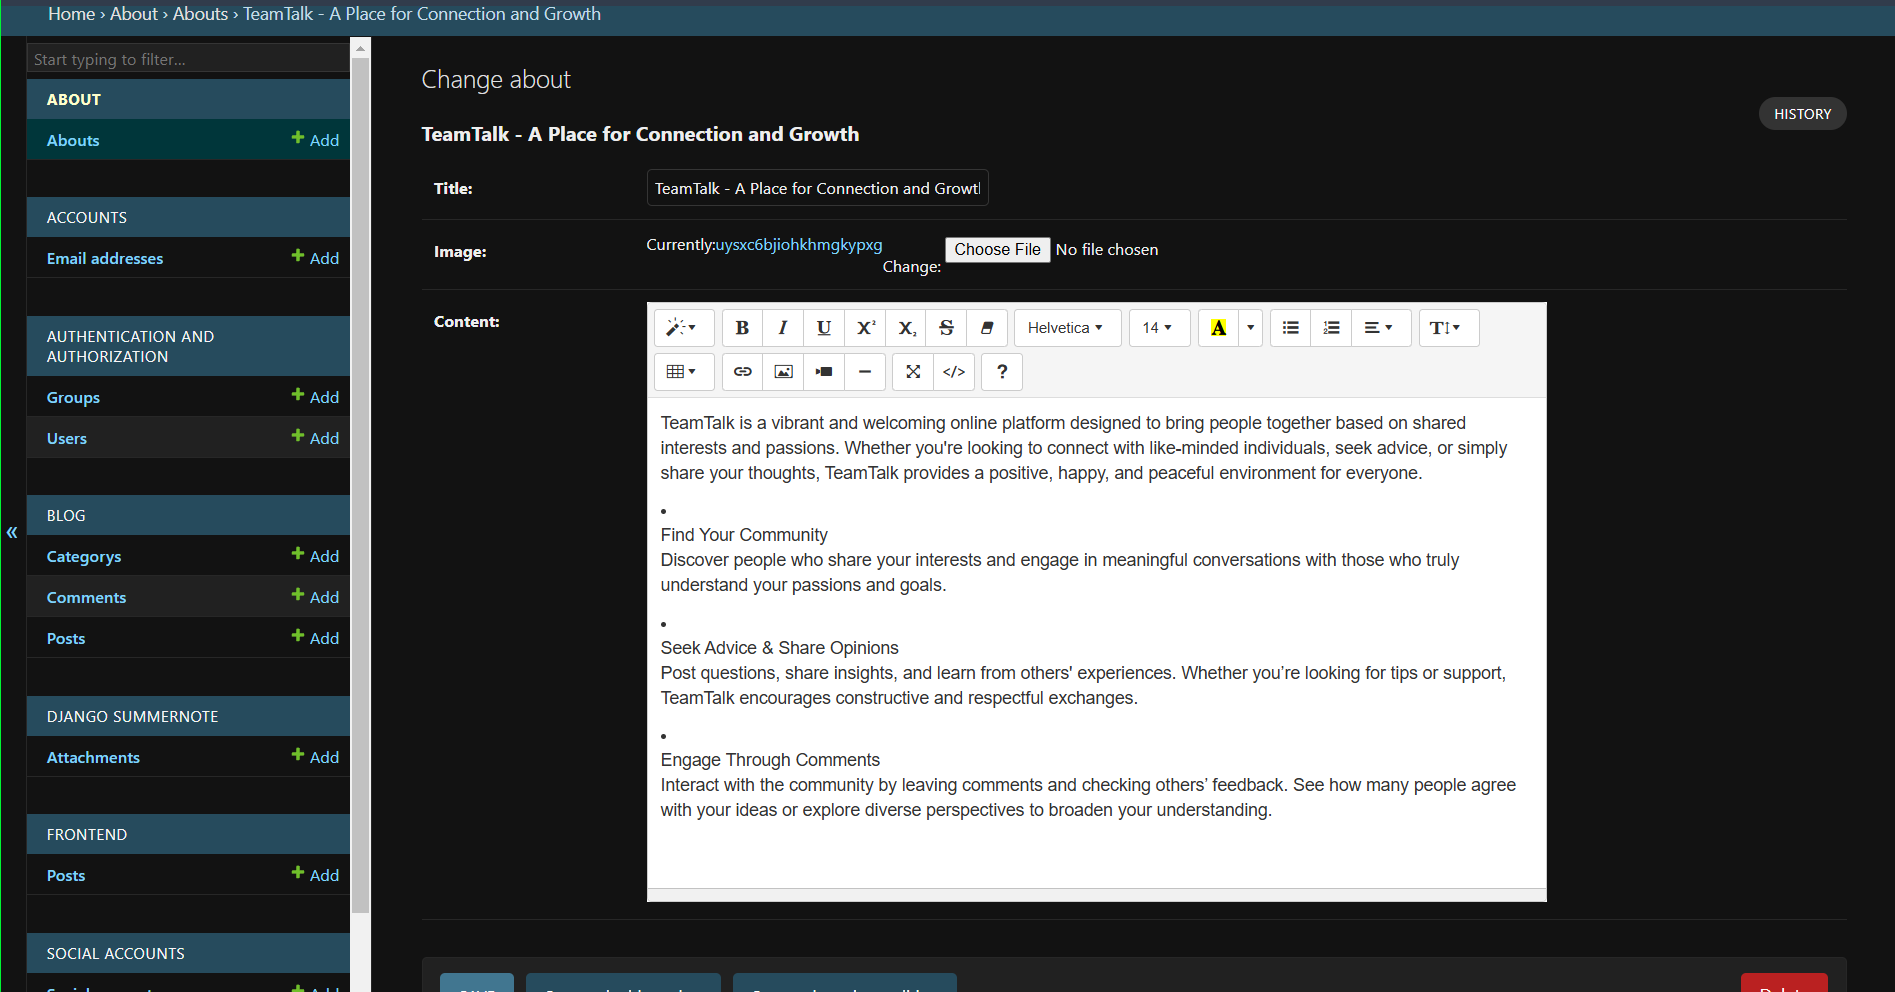 Home › About › Abouts › TeamTalk - A Place for Connection and Growth
Start typing to filter...
ABOUT
Abouts
Add
ACCOUNTS
Email addresses
Add
AUTHENTICATION AND
AUTHORIZATION
Groups
Add
Users
Add
BLOG
Categorys
Add
Comments
Add
Posts
Add
DJANGO SUMMERNOTE
Attachments
Add
FRONTEND
Posts
Add
SOCIAL ACCOUNTS
«
Change about
HISTORY
TeamTalk - A Place for Connection and Growth
Title:
TeamTalk - A Place for Connection and Growt
Image:
Currently:uysxc6bjiohkhmgkypxg
Change:
Choose File No file chosen
Content:
B I U X² X₂ S Helvetica 14 A T
</> ?
TeamTalk is a vibrant and welcoming online platform designed to bring people together based on shared
interests and passions. Whether you're looking to connect with like-minded individuals, seek advice, or simply
share your thoughts, TeamTalk provides a positive, happy, and peaceful environment for everyone.
•
Find Your Community
Discover people who share your interests and engage in meaningful conversations with those who truly
understand your passions and goals.
•
Seek Advice & Share Opinions
Post questions, share insights, and learn from others' experiences. Whether you’re looking for tips or support,
TeamTalk encourages constructive and respectful exchanges.
•
Engage Through Comments
Interact with the community by leaving comments and checking others’ feedback. See how many people agree
with your ideas or explore diverse perspectives to broaden your understanding.